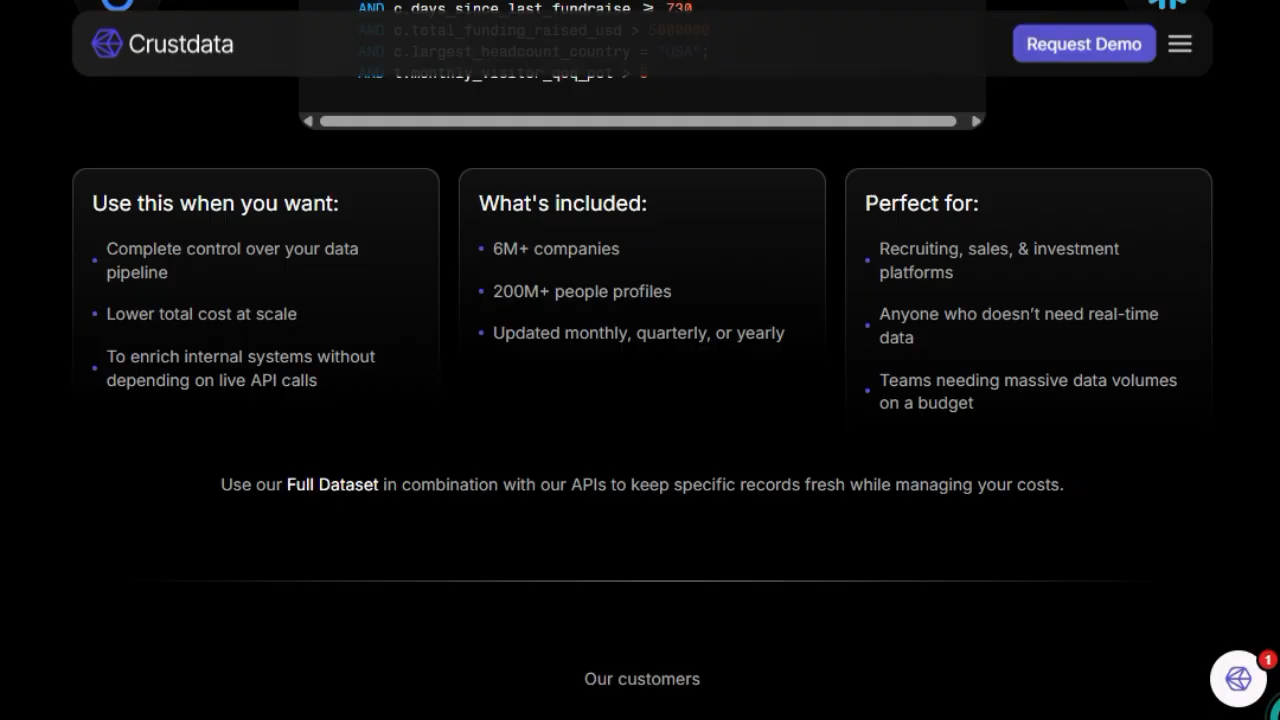 AND c.days_since_last_fundraise ≥ 730
AND c.total_funding_raised_usd > 5000000
AND c.largest_headcount_country = "USA";
AND t.monthly_visitor_qoq_pct > 0
Crustdata
Request Demo
Use this when you want:
Complete control over your data
pipeline
Lower total cost at scale
To enrich internal systems without
depending on live API calls
What's included:
6M+ companies
200M+ people profiles
Updated monthly, quarterly, or yearly
Perfect for:
Recruiting, sales, & investment
platforms
Anyone who doesn’t need real-time
data
Teams needing massive data volumes
on a budget
Use our Full Dataset in combination with our APIs to keep specific records fresh while managing your costs.
Our customers
1